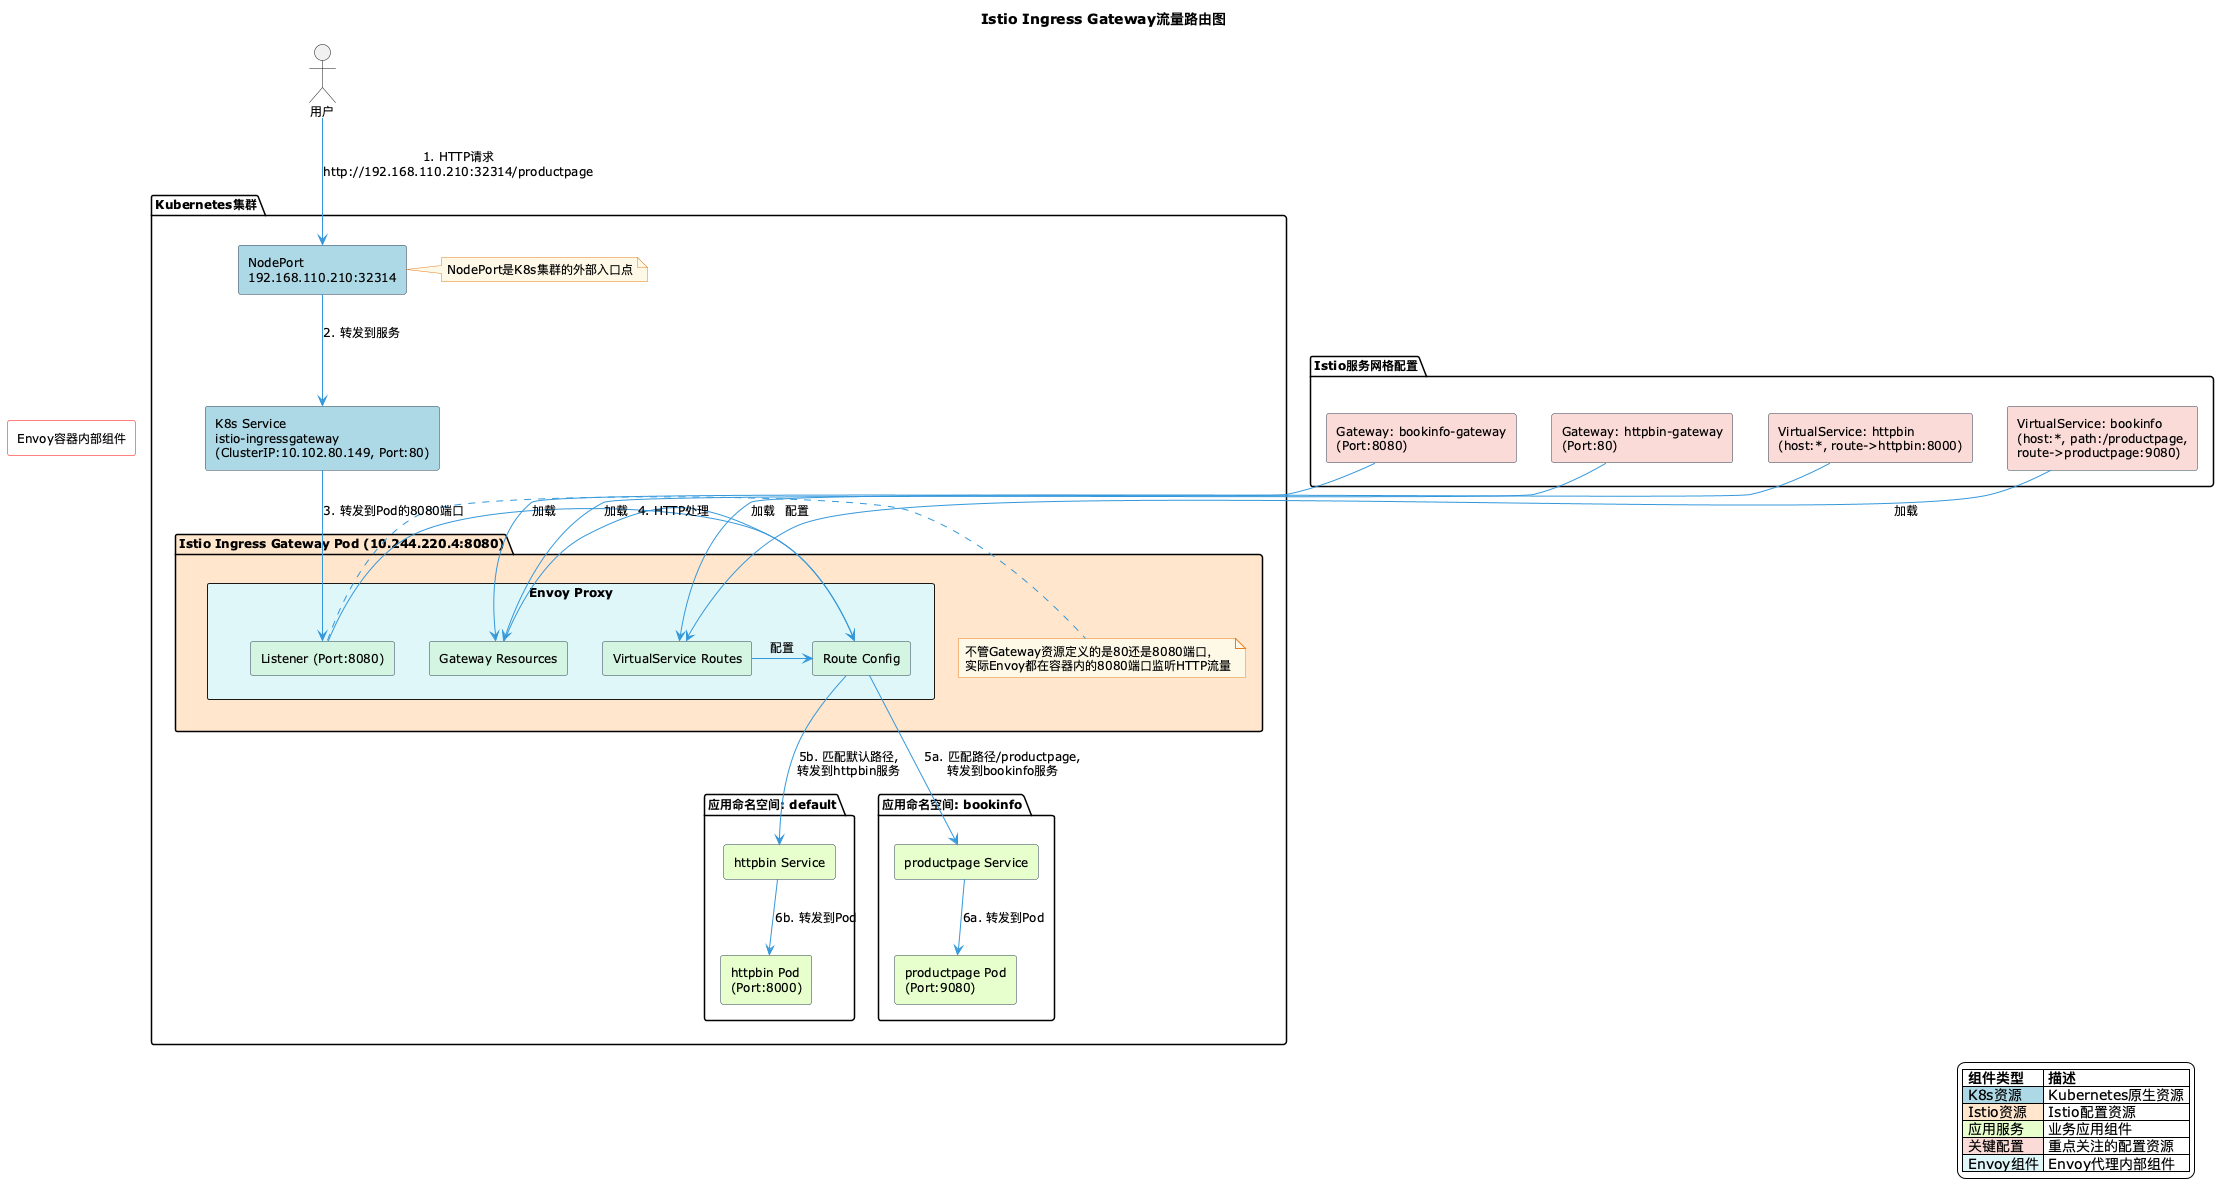 Istio Ingress Gateway流量路由图
用户
1. HTTP请求
http://192.168.110.210:32314/productpage
Kubernetes集群
NodePort
192.168.110.210:32314
NodePort是K8s集群的外部入口点
2. 转发到服务
Istio服务网格配置
Envoy容器内部组件
K8s Service
istio-ingressgateway
(ClusterIP:10.102.80.149, Port:80)
Gateway: bookinfo-gateway
(Port:8080)
Gateway: httpbin-gateway
(Port:80)
VirtualService: httpbin
(host:*, route->httpbin:8000)
VirtualService: bookinfo
(host:*, path:/productpage,
route->productpage:9080)
3. 转发到Pod的8080端口
加载
加载
4. HTTP处理
加载
配置
加载
Istio Ingress Gateway Pod (10.244.220.4:8080)
Envoy Proxy
Listener (Port:8080)
Gateway Resources
VirtualService Routes
配置
Route Config
不管Gateway资源定义的是80还是8080端口,
实际Envoy都在容器内的8080端口监听HTTP流量
5b. 匹配默认路径,
转发到httpbin服务
5a. 匹配路径/productpage,
转发到bookinfo服务
应用命名空间: default
应用命名空间: bookinfo
httpbin Service
productpage Service
6b. 转发到Pod
6a. 转发到Pod
httpbin Pod
(Port:8000)
productpage Pod
(Port:9080)
组件类型 描述
K8s资源 Kubernetes原生资源
Istio资源 Istio配置资源
应用服务 业务应用组件
关键配置 重点关注的配置资源
Envoy组件 Envoy代理内部组件